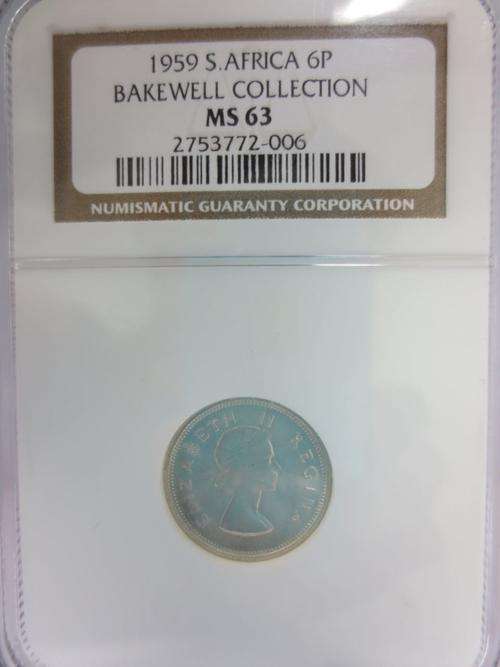 1959 S.AFRICA 6P
BAKEWELL COLLECTION
MS 63
2753772-006
NUMISMATIC GUARANTY CORPORATION
ELIZABETH II REGINA